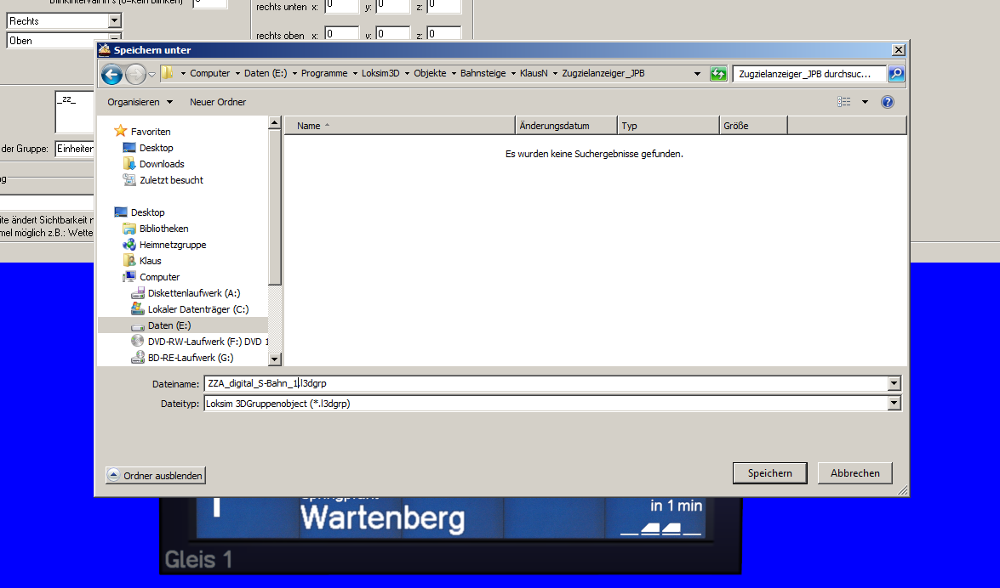 Blinkintervall in s (0=kein Blinken)
rechts unten x: 0 y: 0 z: 0
Rechts
rechts oben x: 0 y: 0 z: 0
Oben
Speichern unter
Computer Daten (E:) Programme Loksim3D Objekte Bahnsteige KlausN Zugzielanzeiger_JPB
Zugzielanzeiger_JPB durchsuc...
Organisieren Neuer Ordner
_zz_
Name Änderungsdatum Typ Größe
Es wurden keine Suchergebnisse gefunden.
Favoriten
Desktop
Downloads
Zuletzt besucht
der Gruppe: Einheiten
Desktop
Bibliotheken
Heimnetzgruppe
Klaus
Computer
Diskettenlaufwerk (A:)
Lokaler Datenträger (C:)
Daten (E:)
DVD-RW-Laufwerk (F:) DVD 1
BD-RE-Laufwerk (G:)
ite ändert Sichtbarkeit
mel möglich z.B.: Wette
Dateiname: ZZA_digital_S-Bahn_1.l3dgrp
Dateityp: Loksim 3DGruppenobject (*.l3dgrp)
Ordner ausblenden
Speichern Abbrechen
1
Wartenberg
in 1 min
Gleis 1